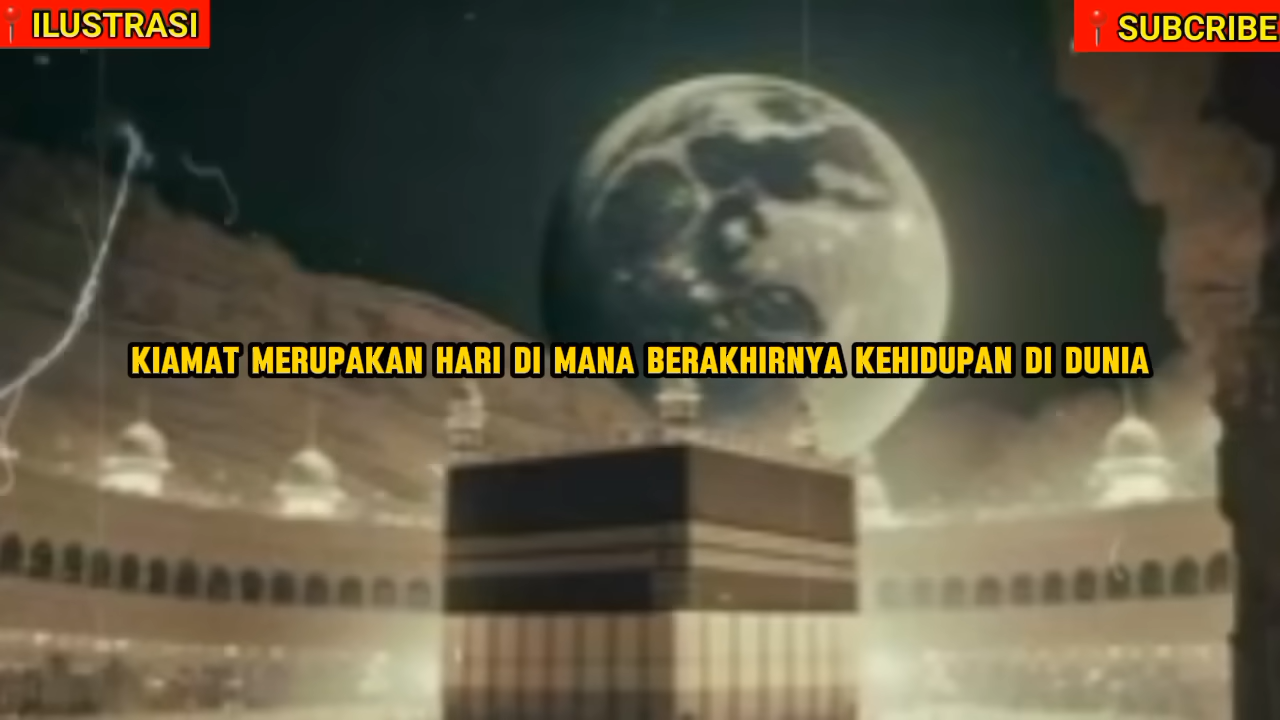 📍ILUSTRASI
📍SUBCRIBE
KIAMAT MERUPAKAN HARI DI MANA BERAKHIRNYA KEHIDUPAN DI DUNIA